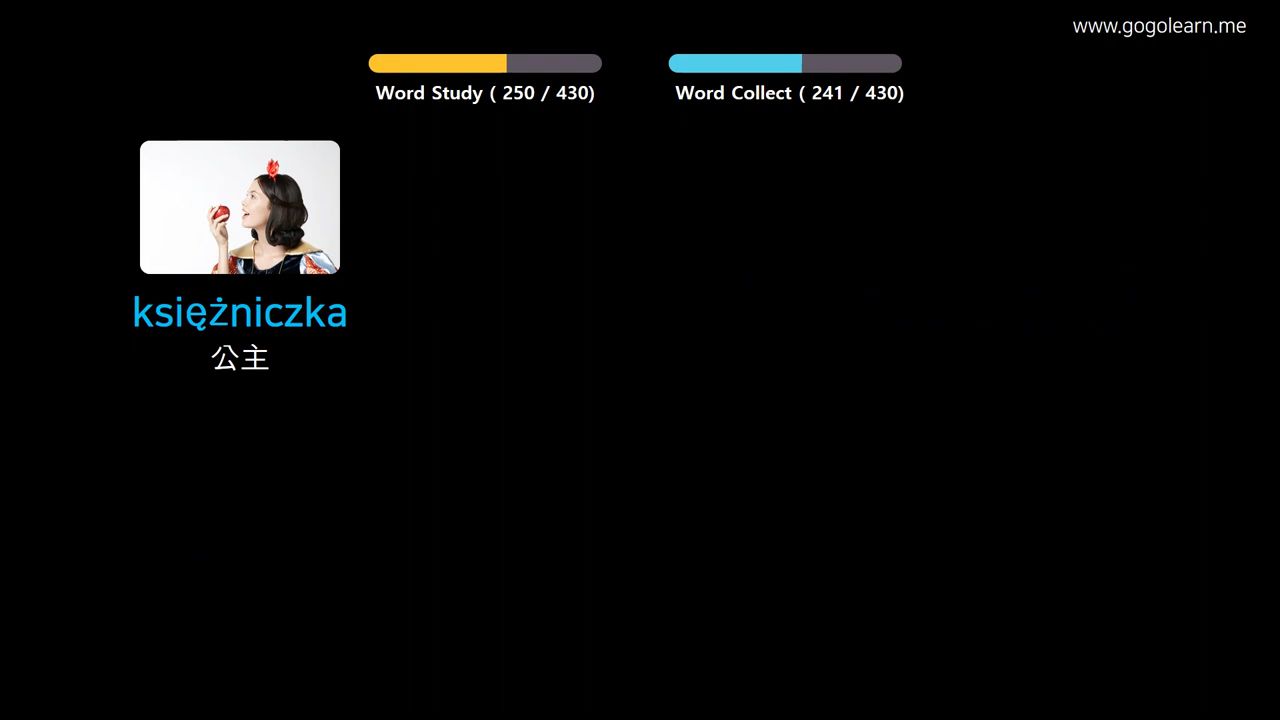 www.gogolearn.me
Word Study ( 250 / 430)
Word Collect ( 241 / 430)
księżniczka
公主